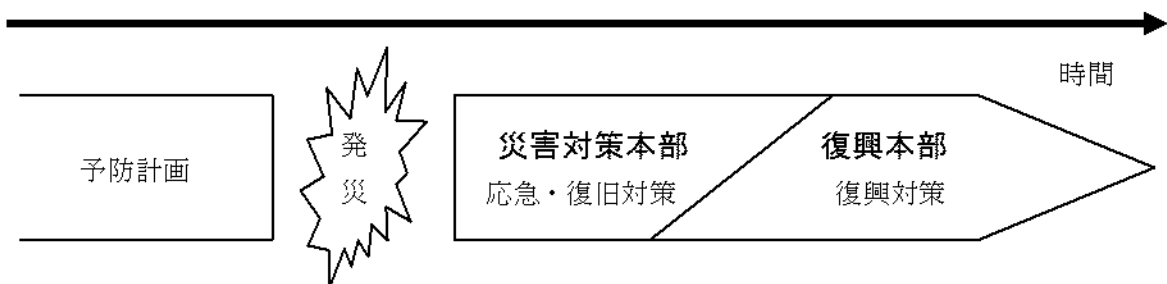 時間
予防計画
発災
災害対策本部
応急・復旧対策
復興本部
復興対策